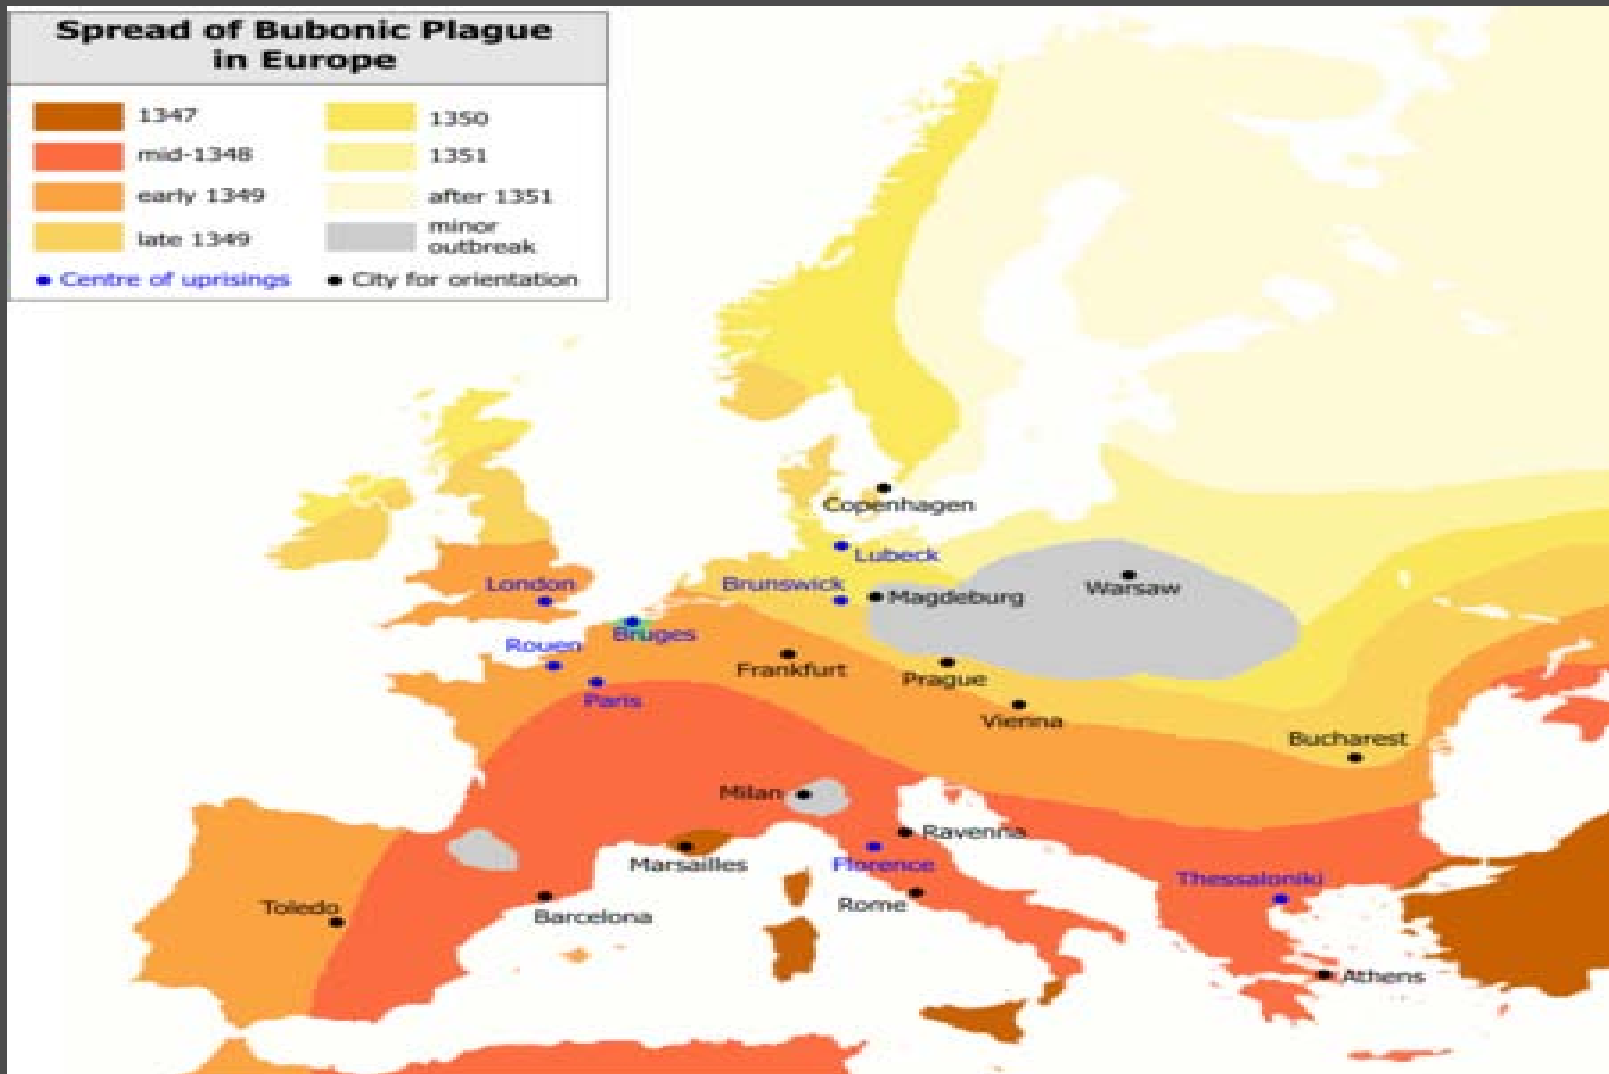 Spread of Bubonic Plague
in Europe
1347
1350
mid-1348
1351
early 1349
after 1351
late 1349
minor
outbreak
Centre of uprisings
City for orientation
Copenhagen
Lubeck
Brunswick
Magdeburg
Warsaw
London
Bruges
Rouen
Frankfurt
Prague
Paris
Vienna
Bucharest
Milan
Ravenna
Marsailles
Florence
Thessaloniki
Toledo
Barcelona
Rome
Athens